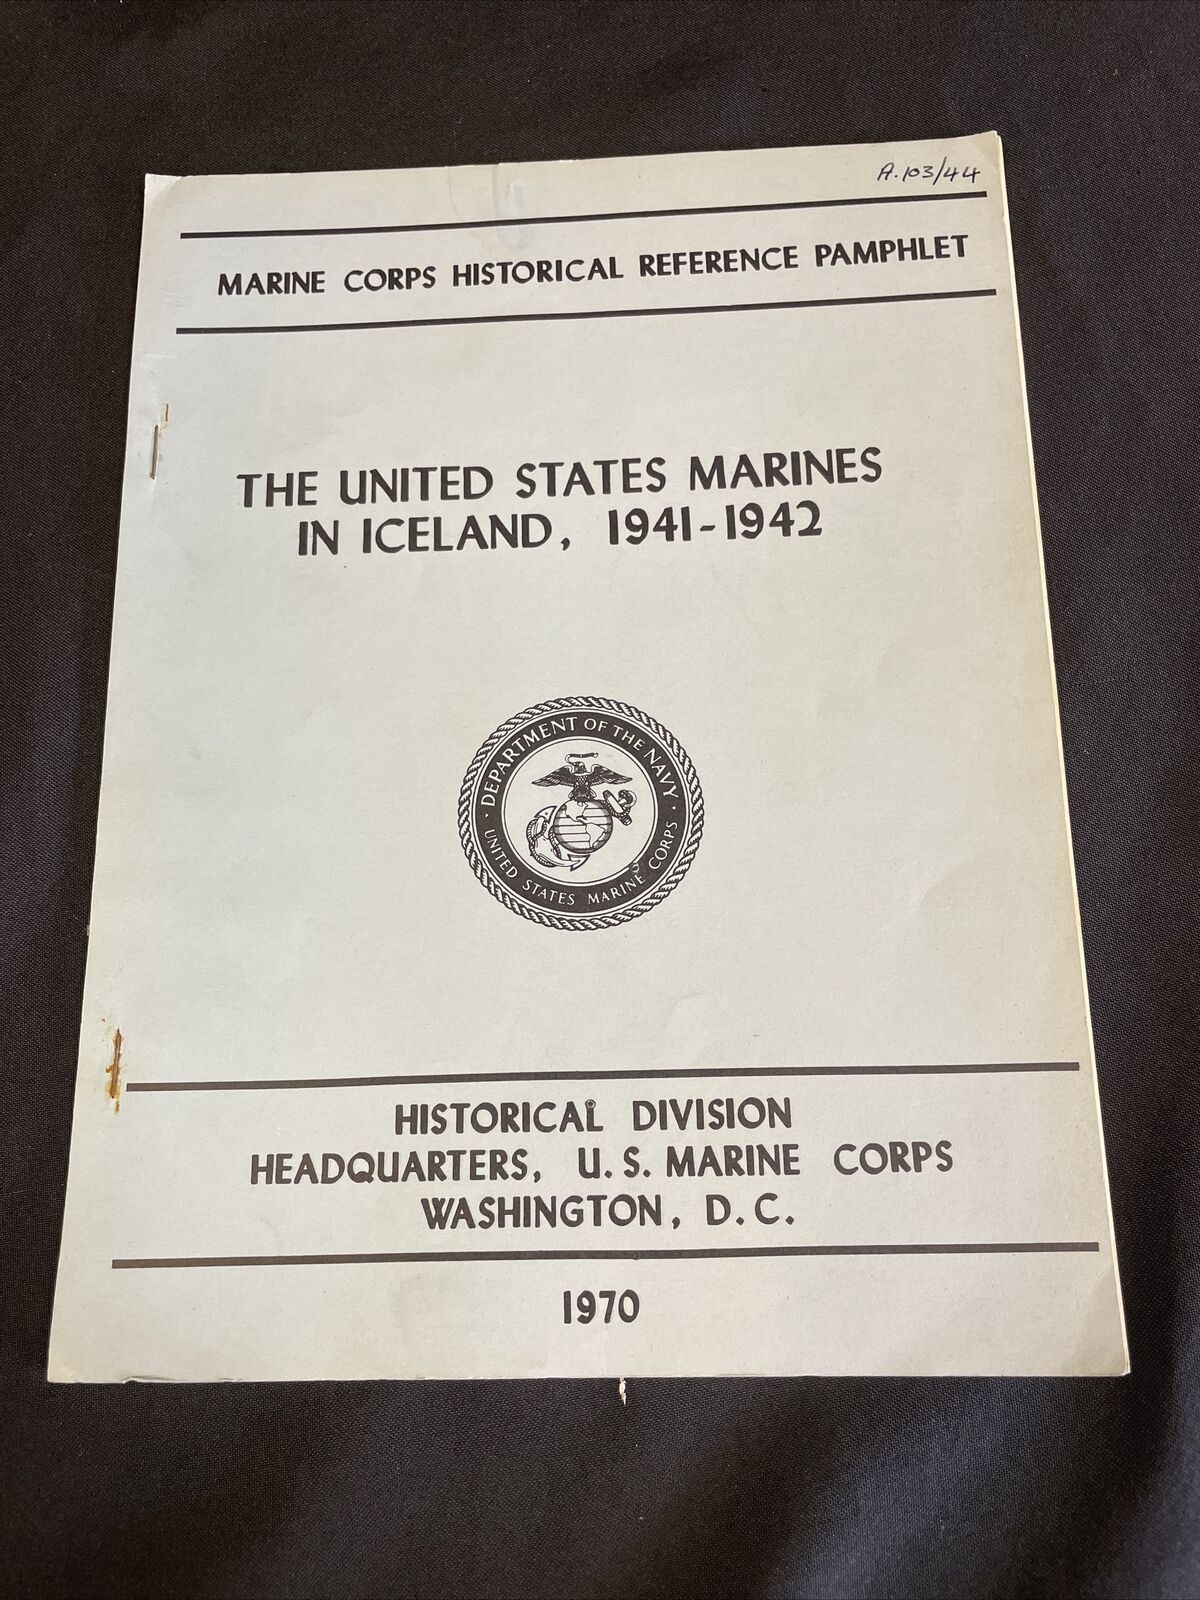 A.103/44
MARINE CORPS HISTORICAL REFERENCE PAMPHLET
THE UNITED STATES MARINES
IN ICELAND, 1941-1942
DEPARTMENT OF THE NAVY
UNITED STATES MARINE CORPS
HISTORICAL DIVISION
HEADQUARTERS, U.S. MARINE CORPS
WASHINGTON, D.C.
1970